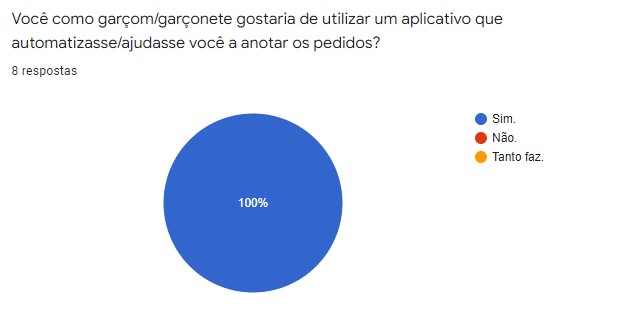 Você como garçom/garçonete gostaria de utilizar um aplicativo que
automatizasse/ajudasse você a anotar os pedidos?
8 respostas
Sim.
Não.
Tanto faz.
100%